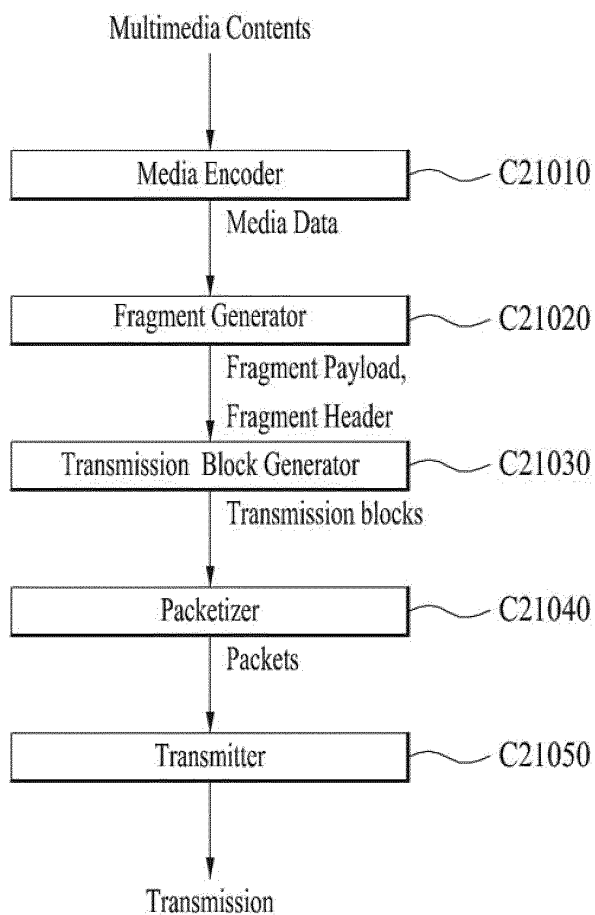 Multimedia Contents
Media Encoder
C21010
Media Data
Fragment Generator
C21020
Fragment Payload,
Fragment Header
Transmission Block Generator
C21030
Transmission blocks
Packetizer
C21040
Packets
Transmitter
C21050
Transmission